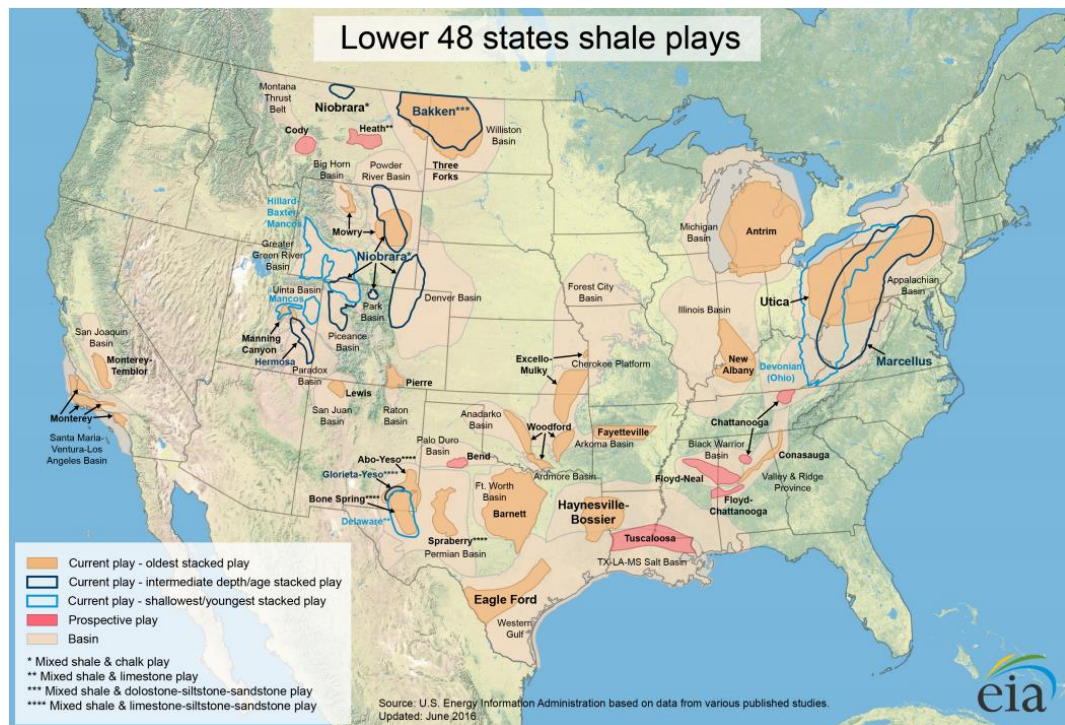 Lower 48 states shale plays
Montana
Thrust
Belt
Niobrara*
Bakken***
Cody
Heath**
Williston
Basin
Big Horn
Basin
Powder
River Basin
Three
Forks
Hillard-
Baxter-
Mancos
Mowry
Greater
Green River
Basin
Niobrara*
Uinta Basin
Mancos
Park
Basin
Denver Basin
Manning
Canyon
Hermosa
Piceance
Basin
Paradox
Basin
San Joaquin
Basin
Monterey-
Temblor
Monterey
Santa Maria-
Ventura-Los
Angeles Basin
Lewis
San Juan
Basin
Pierre
Raton
Basin
Michigan
Basin
Antrim
Forest City
Basin
Illinois Basin
Utica
Appalachian
Basin
Excello-
Mulky
Cherokee Platform
New
Albany
Devonian
(Ohio)
Marcellus
Anadarko
Basin
Woodford
Fayetteville
Arkoma Basin
Chattanooga
Palo Duro
Basin
Bend
Ardmore Basin
Black Warrior
Basin
Conasauga
Abo-Yeso****
Glorieta-Yeso****
Bone Spring****
Delaware**
Ft. Worth
Basin
Barnett
Haynesville-
Bossier
Floyd-Neal
Valley & Ridge
Province
Floyd-
Chattanooga
Spraberry****
Permian Basin
Tuscaloosa
TX-LA-MS Salt Basin
Eagle Ford
Western
Gulf
Current play - oldest stacked play
Current play - intermediate depth/age stacked play
Current play - shallowest/youngest stacked play
Prospective play
Basin
* Mixed shale & chalk play
** Mixed shale & limestone play
*** Mixed shale & dolostone-siltstone-sandstone play
**** Mixed shale & limestone-siltstone-sandstone play
Source: U.S. Energy Information Administration based on data from various published studies.
Updated: June 2016
eia